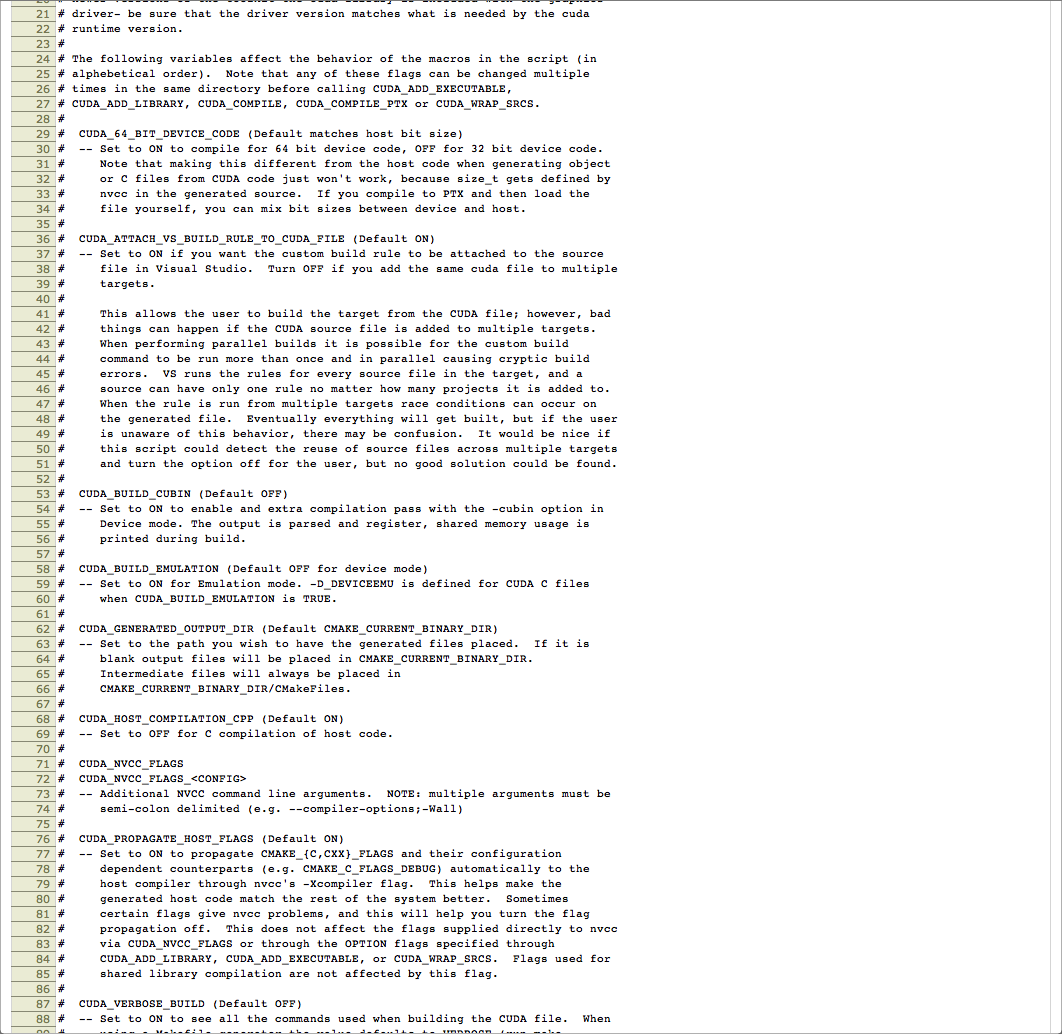 21 # driver- be sure that the driver version matches what is needed by the cuda
22 # runtime version.
23 #
24 # The following variables affect the behavior of the macros in the script (in
25 # alphebetical order).  Note that any of these flags can be changed multiple
26 # times in the same directory before calling CUDA_ADD_EXECUTABLE,
27 # CUDA_ADD_LIBRARY, CUDA_COMPILE, CUDA_COMPILE_PTX or CUDA_WRAP_SRCS.
28 #
29 #  CUDA_64_BIT_DEVICE_CODE (Default matches host bit size)
30 #  -- Set to ON to compile for 64 bit device code, OFF for 32 bit device code.
31 #     Note that making this different from the host code when generating object
32 #     or C files from CUDA code just won't work, because size_t gets defined by
33 #     nvcc in the generated source.  If you compile to PTX and then load the
34 #     file yourself, you can mix bit sizes between device and host.
35 #
36 #  CUDA_ATTACH_VS_BUILD_RULE_TO_CUDA_FILE (Default ON)
37 #  -- Set to ON if you want the custom build rule to be attached to the source
38 #     file in Visual Studio.  Turn OFF if you add the same cuda file to multiple
39 #     targets.
40 #
41 #     This allows the user to build the target from the CUDA file; however, bad
42 #     things can happen if the CUDA source file is added to multiple targets.
43 #     When performing parallel builds it is possible for the custom build
44 #     command to be run more than once and in parallel causing cryptic build
45 #     errors.  VS runs the rules for every source file in the target, and a
46 #     source can have only one rule no matter how many projects it is added to.
47 #     When the rule is run from multiple targets race conditions can occur on
48 #     the generated file.  Eventually everything will get built, but if the user
49 #     is unaware of this behavior, there may be confusion.  It would be nice if
50 #     this script could detect the reuse of source files across multiple targets
51 #     and turn the option off for the user, but no good solution could be found.
52 #
53 #  CUDA_BUILD_CUBIN (Default OFF)
54 #  -- Set to ON to enable and extra compilation pass with the -cubin option in
55 #     Device mode. The output is parsed and register, shared memory usage is
56 #     printed during build.
57 #
58 #  CUDA_BUILD_EMULATION (Default OFF for device mode)
59 #  -- Set to ON for Emulation mode. -D_DEVICEEMU is defined for CUDA C files
60 #     when CUDA_BUILD_EMULATION is TRUE.
61 #
62 #  CUDA_GENERATED_OUTPUT_DIR (Default CMAKE_CURRENT_BINARY_DIR)
63 #  -- Set to the path you wish to have the generated files placed.  If it is
64 #     blank output files will be placed in CMAKE_CURRENT_BINARY_DIR.
65 #     Intermediate files will always be placed in
66 #     CMAKE_CURRENT_BINARY_DIR/CMakeFiles.
67 #
68 #  CUDA_HOST_COMPILATION_CPP (Default ON)
69 #  -- Set to OFF for C compilation of host code.
70 #
71 #  CUDA_NVCC_FLAGS
72 #  CUDA_NVCC_FLAGS_<CONFIG>
73 #  -- Additional NVCC command line arguments.  NOTE: multiple arguments must be
74 #     semi-colon delimited (e.g. --compiler-options;-Wall)
75 #
76 #  CUDA_PROPAGATE_HOST_FLAGS (Default ON)
77 #  -- Set to ON to propagate CMAKE_{C,CXX}_FLAGS and their configuration
78 #     dependent counterparts (e.g. CMAKE_C_FLAGS_DEBUG) automatically to the
79 #     host compiler through nvcc's -Xcompiler flag.  This helps make the
80 #     generated host code match the rest of the system better.  Sometimes
81 #     certain flags give nvcc problems, and this will help you turn the flag
82 #     propagation off.  This does not affect the flags supplied directly to nvcc
83 #     via CUDA_NVCC_FLAGS or through the OPTION flags specified through
84 #     CUDA_ADD_LIBRARY, CUDA_ADD_EXECUTABLE, or CUDA_WRAP_SRCS.  Flags used for
85 #     shared library compilation are not affected by this flag.
86 #
87 #  CUDA_VERBOSE_BUILD (Default OFF)
88 #  -- Set to ON to see all the commands used when building the CUDA file.  When